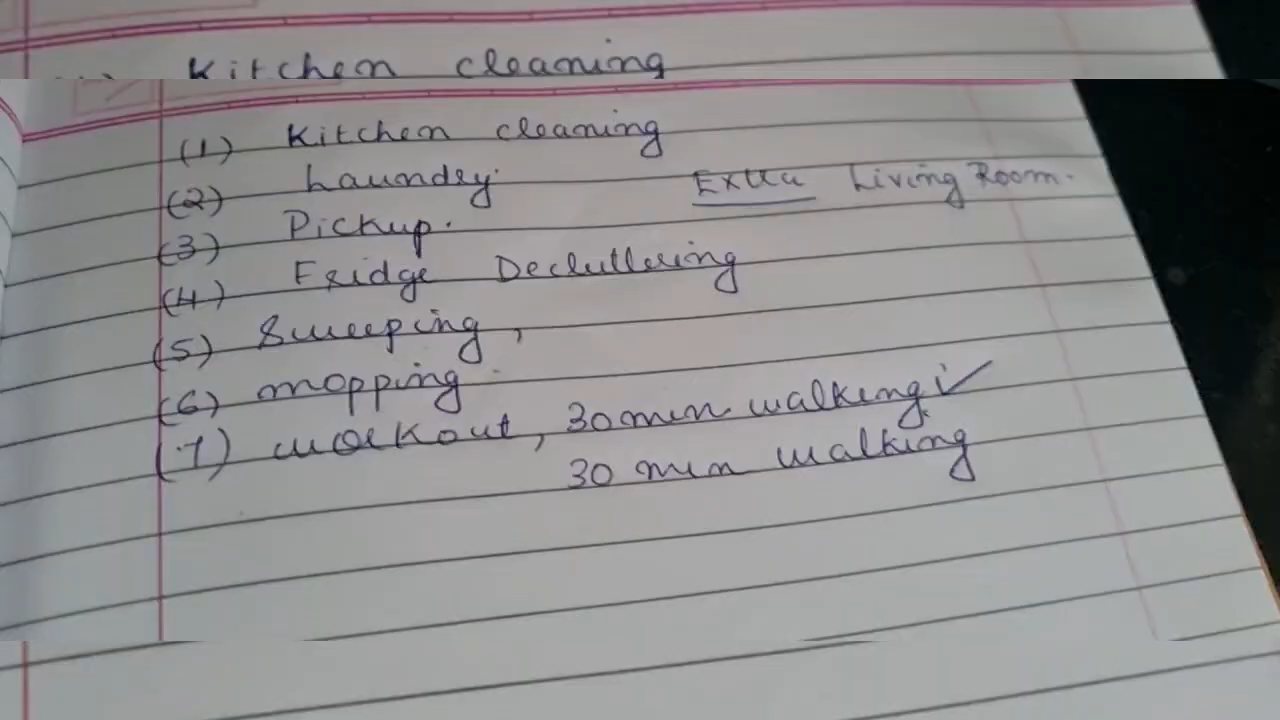 Kitchen cleaning
(1) Kitchen cleaning
(2) Laundry.
Extra Living Room.
(3) Pickup.
(4) Fridge Decluttering
(5) Sweeping,
(6) mopping.
(7) workout, 30 min walking ✓
30 min walking